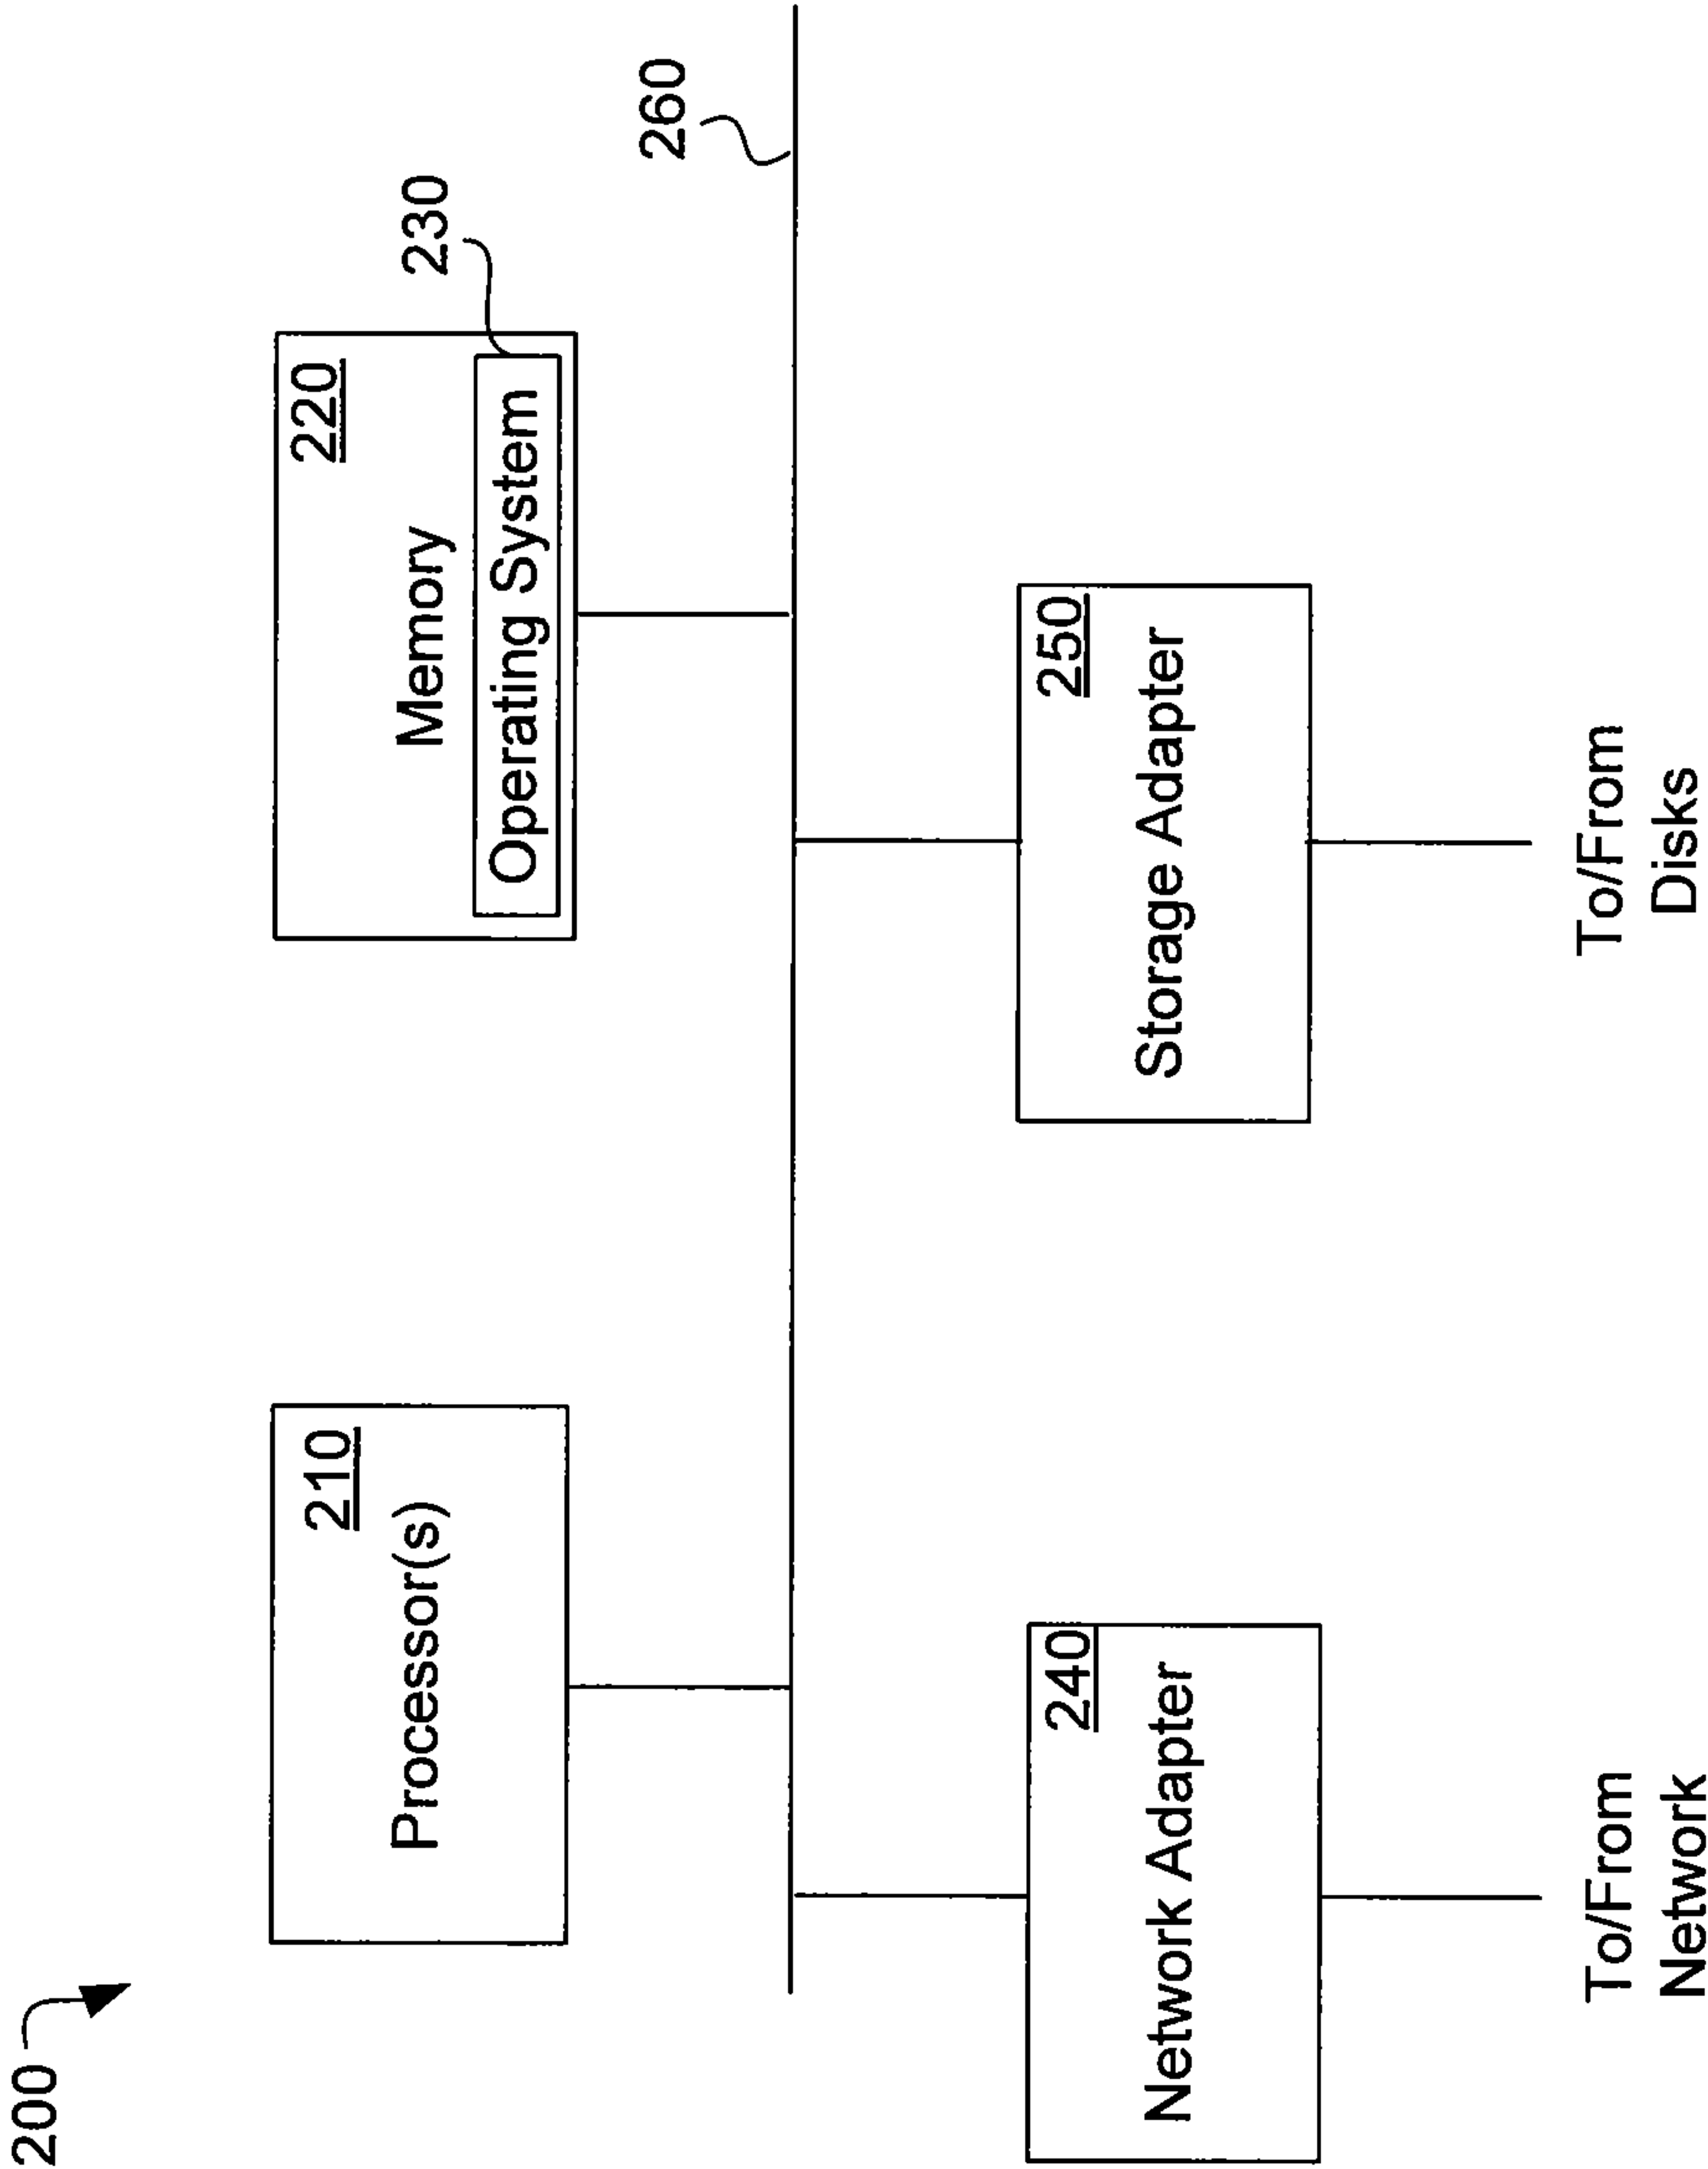 200
210
Processor(s)
220
Memory
Operating System
230
260
240
Network Adapter
250
Storage Adapter
To/From
Network
To/From
Disks